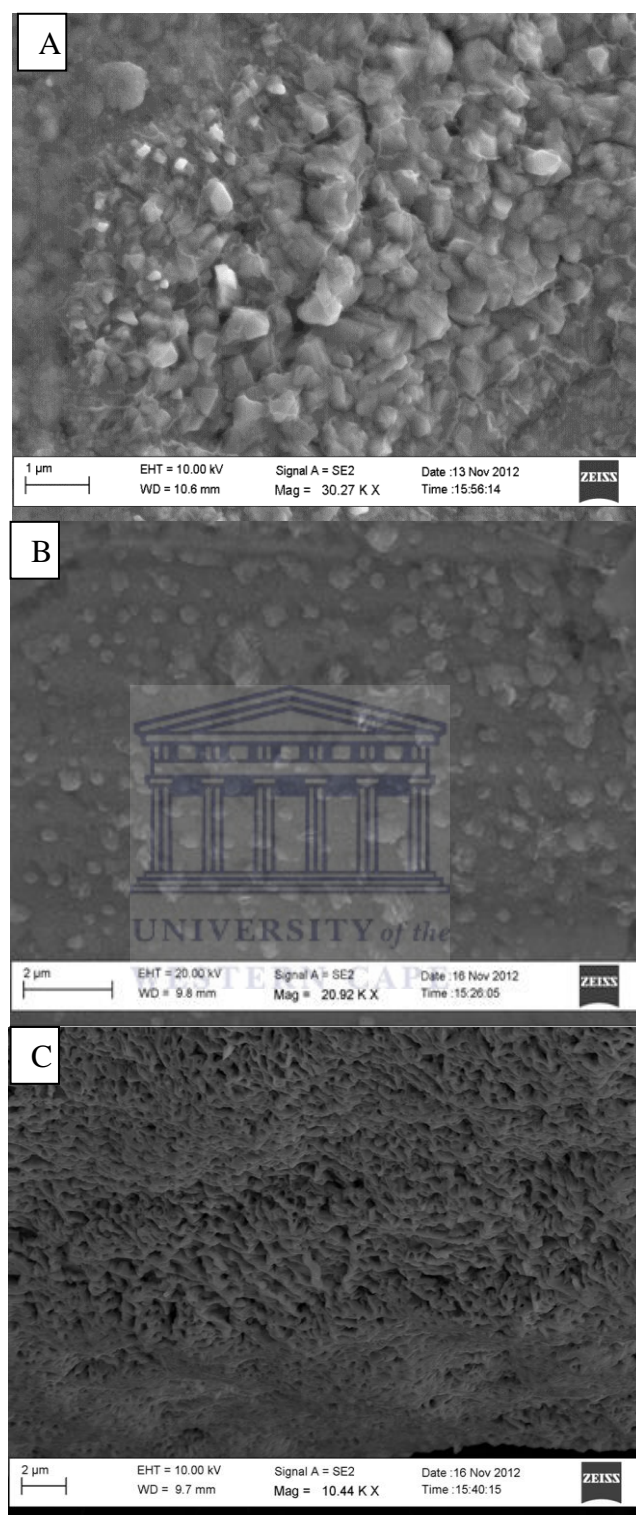 A
1 µm
EHT = 10.00 kV Signal A = SE2 Date :13 Nov 2012
WD = 10.6 mm Mag = 30.27 K X Time :15:56:14
ZEISS
B
UNIVERSITY of the
WESTERN CAPE
2 µm
EHT = 20.00 kV Signal A = SE2 Date :16 Nov 2012
WD = 9.8 mm Mag = 20.92 K X Time :15:26:05
ZEISS
C
2 µm
EHT = 10.00 kV Signal A = SE2 Date :16 Nov 2012
WD = 9.7 mm Mag = 10.44 K X Time :15:40:15
ZEISS